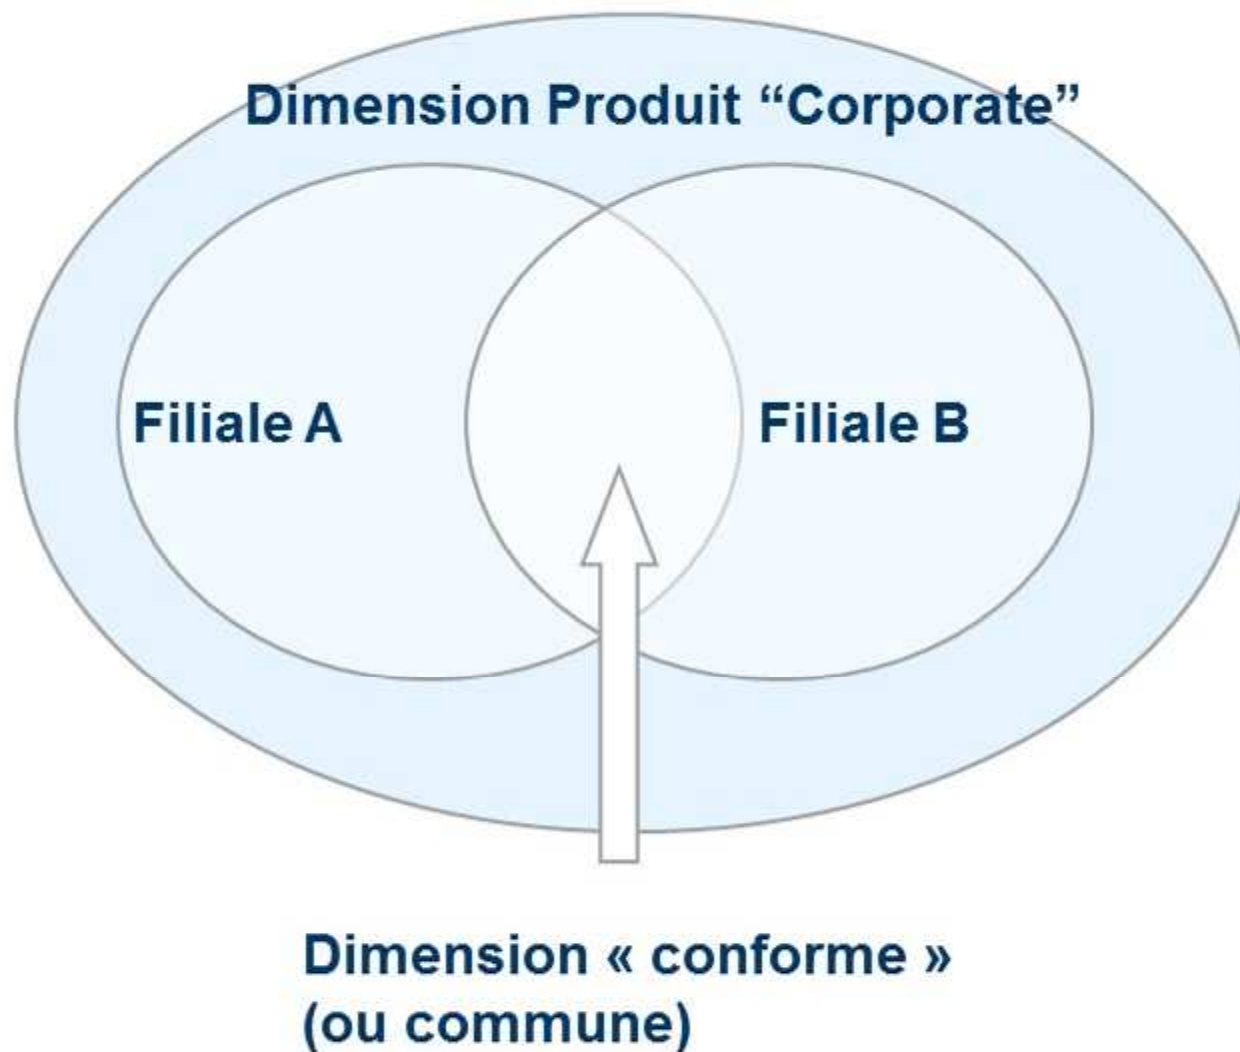 Dimension Produit “Corporate”
Filiale A
Filiale B
Dimension « conforme »
(ou commune)